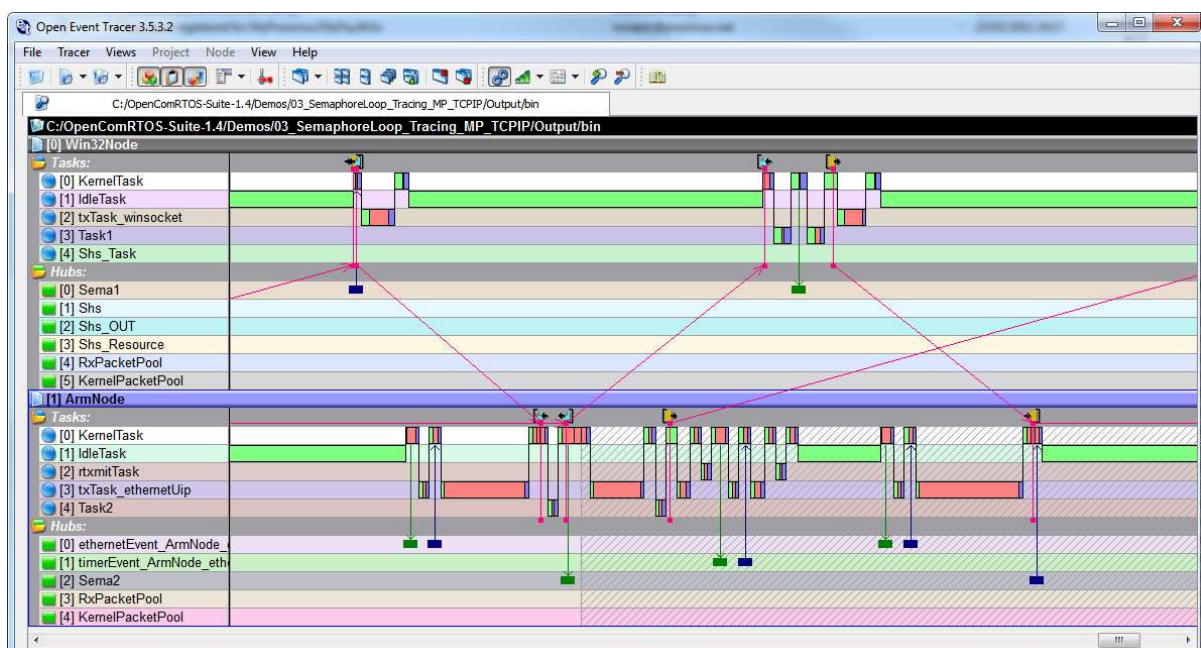 Open Event Tracer 3.5.3.2
File Tracer Views Project Node View Help
C:/OpenComRTOS-Suite-1.4/Demos/03_SemaphoreLoop_Tracing_MP_TCPIP/Output/bin
C:/OpenComRTOS-Suite-1.4/Demos/03_SemaphoreLoop_Tracing_MP_TCPIP/Output/bin
[0] Win32Node
Tasks:
[0] KernelTask
[1] IdleTask
[2] txTask_winsocket
[3] Task1
[4] Shs_Task
Hubs:
[0] Sema1
[1] Shs
[2] Shs_OUT
[3] Shs_Resource
[4] RxPacketPool
[5] KernelPacketPool
[1] ArmNode
Tasks:
[0] KernelTask
[1] IdleTask
[2] rtxmitTask
[3] txTask_ethernetUip
[4] Task2
Hubs:
[0] ethernetEvent_ArmNode_
[1] timerEvent_ArmNode_eth
[2] Sema2
[3] RxPacketPool
[4] KernelPacketPool